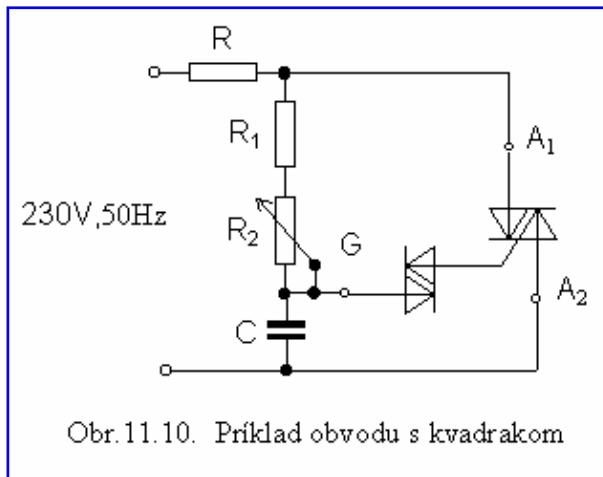 R
R₁
A₁
230V,50Hz
R₂
G
A₂
C
Obr.11.10. Príklad obvodu s kvadrakom